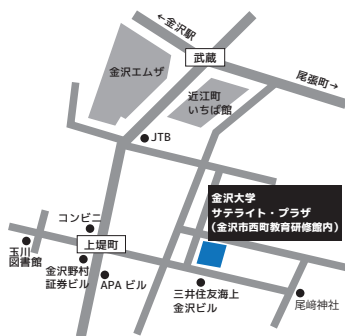 ←金沢駅
武蔵
尾張町→
金沢エムザ
近江町
いちば館
JTB
金沢大学
サテライト・プラザ
（金沢市西町教育研修館内）
コンビニ
上堤町
玉川
図書館
金沢野村
証券ビル
APA ビル
三井住友海上
金沢ビル
尾﨑神社